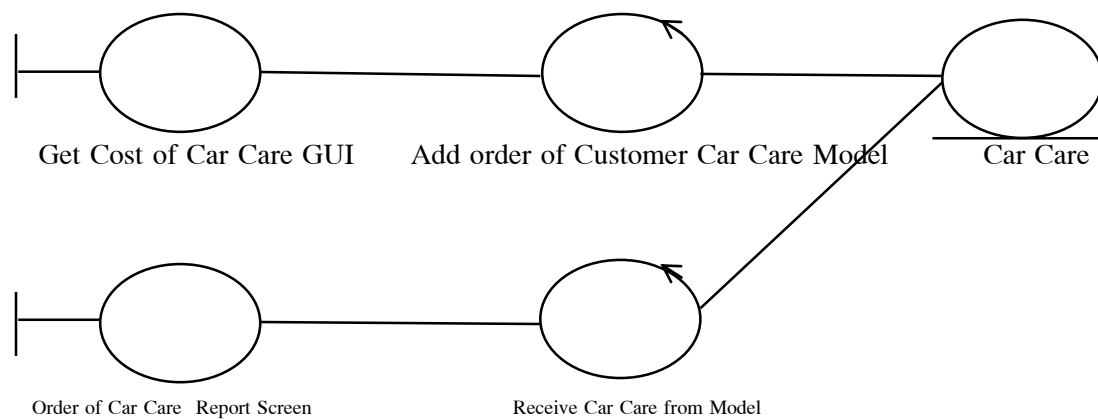 Get Cost of Car Care GUI
Add order of Customer Car Care Model
Car Care
Order of Car Care Report Screen
Receive Car Care from Model